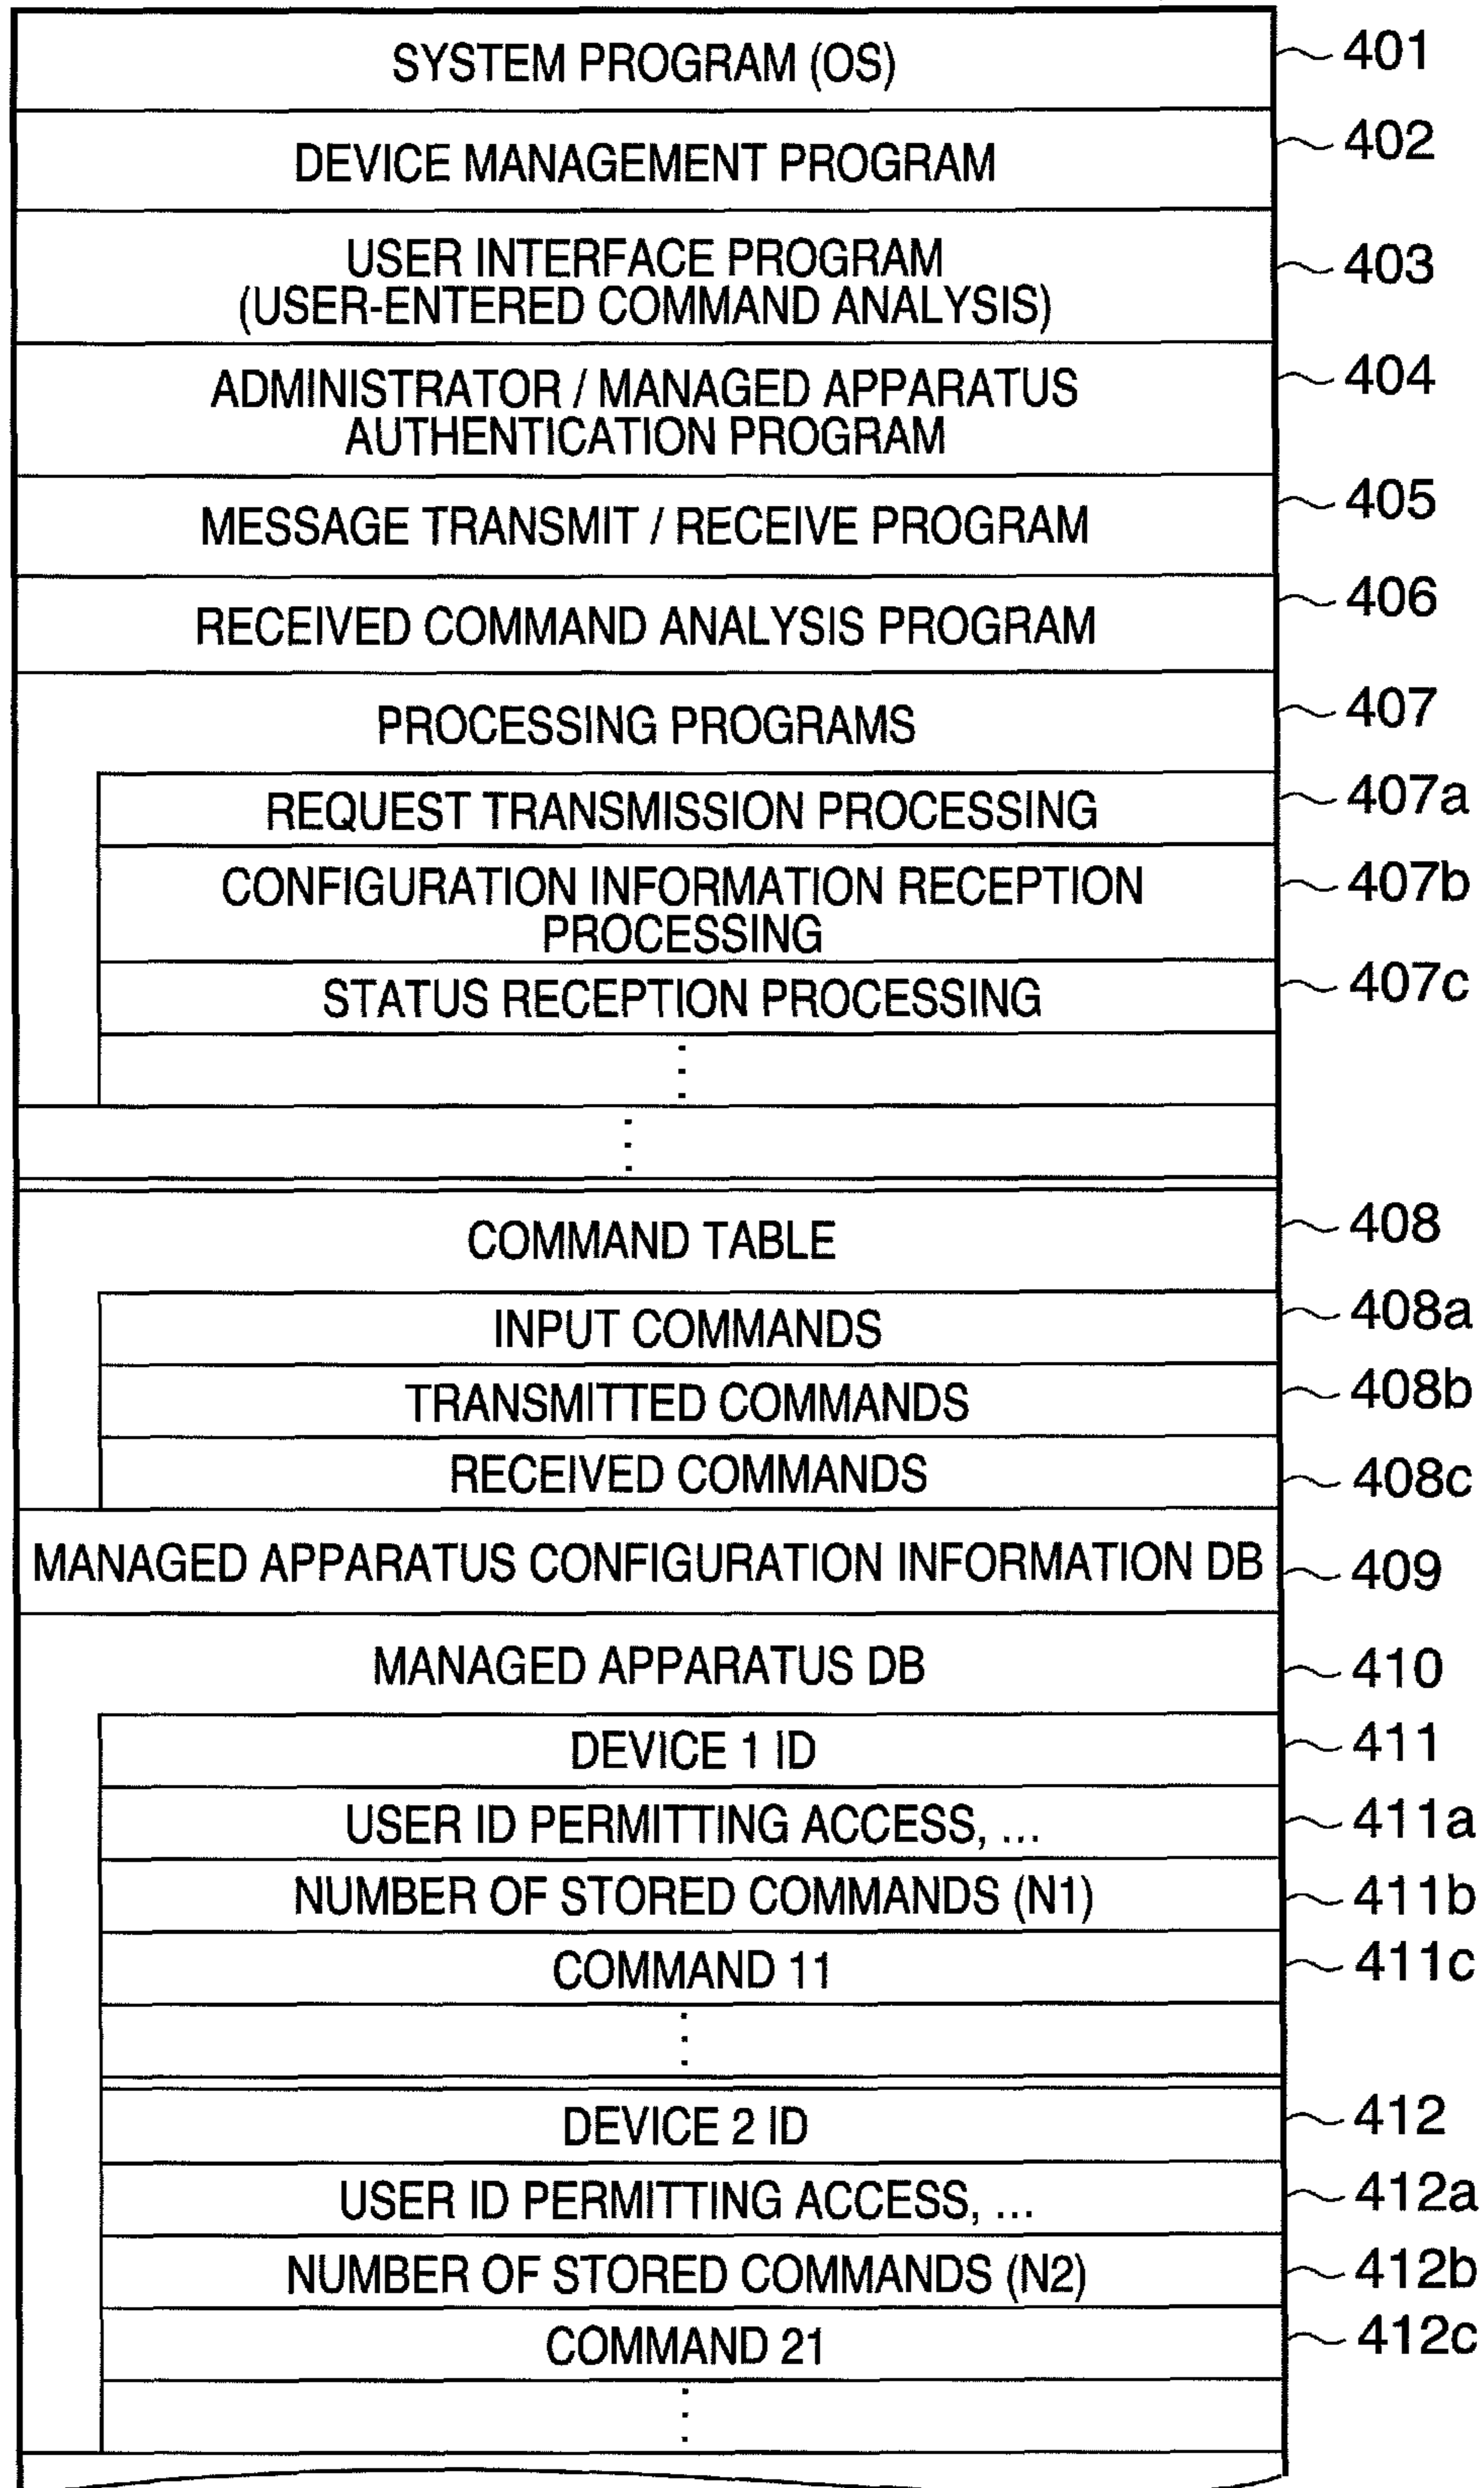 SYSTEM PROGRAM (OS) 401
DEVICE MANAGEMENT PROGRAM 402
USER INTERFACE PROGRAM 403
(USER-ENTERED COMMAND ANALYSIS)
ADMINISTRATOR / MANAGED APPARATUS 404
AUTHENTICATION PROGRAM
MESSAGE TRANSMIT / RECEIVE PROGRAM 405
RECEIVED COMMAND ANALYSIS PROGRAM 406
PROCESSING PROGRAMS 407
REQUEST TRANSMISSION PROCESSING 407a
CONFIGURATION INFORMATION RECEPTION 407b
PROCESSING
STATUS RECEPTION PROCESSING 407c
⋮
⋮
COMMAND TABLE 408
INPUT COMMANDS 408a
TRANSMITTED COMMANDS 408b
RECEIVED COMMANDS 408c
MANAGED APPARATUS CONFIGURATION INFORMATION DB 409
MANAGED APPARATUS DB 410
DEVICE 1 ID 411
USER ID PERMITTING ACCESS, ... 411a
NUMBER OF STORED COMMANDS (N1) 411b
COMMAND 11 411c
⋮
DEVICE 2 ID 412
USER ID PERMITTING ACCESS, ... 412a
NUMBER OF STORED COMMANDS (N2) 412b
COMMAND 21 412c
⋮